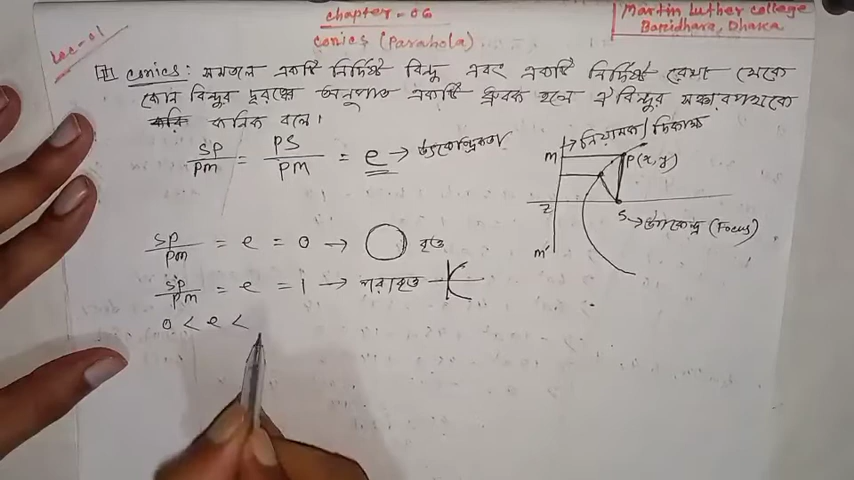 Lec-01
chapter-06
conics (Parabola)
Martin Luther college
Baridhara, Dhaka
conics: সমতলে একটি নির্দিষ্ট বিন্দু এবং একটি নির্দিষ্ট রেখা থেকে
কোন বিন্দুর দূরত্বের অনুপাত একটি ধ্রুবক হলে ঐ বিন্দুর সঞ্চারপথকে
কনিক বলে।
SP/PM = PS/PM = e → উৎকেন্দ্রিকতা
নিয়ামক/দিকাক্ষ
M
P(x,y)
Z
S → উপকেন্দ্র (Focus)
M'
SP/PM = e = 0 → বৃত্ত
SP/PM = e = 1 → পরাবৃত্ত
0 < e <